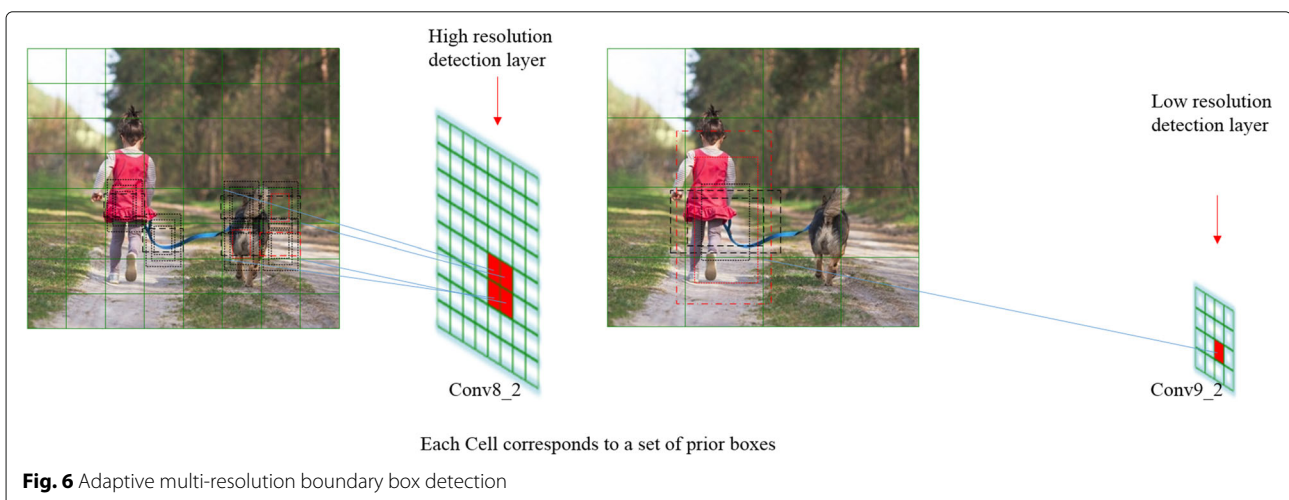 High resolution
detection layer
Low resolution
detection layer
Conv8_2
Conv9_2
Each Cell corresponds to a set of prior boxes
Fig. 6 Adaptive multi-resolution boundary box detection